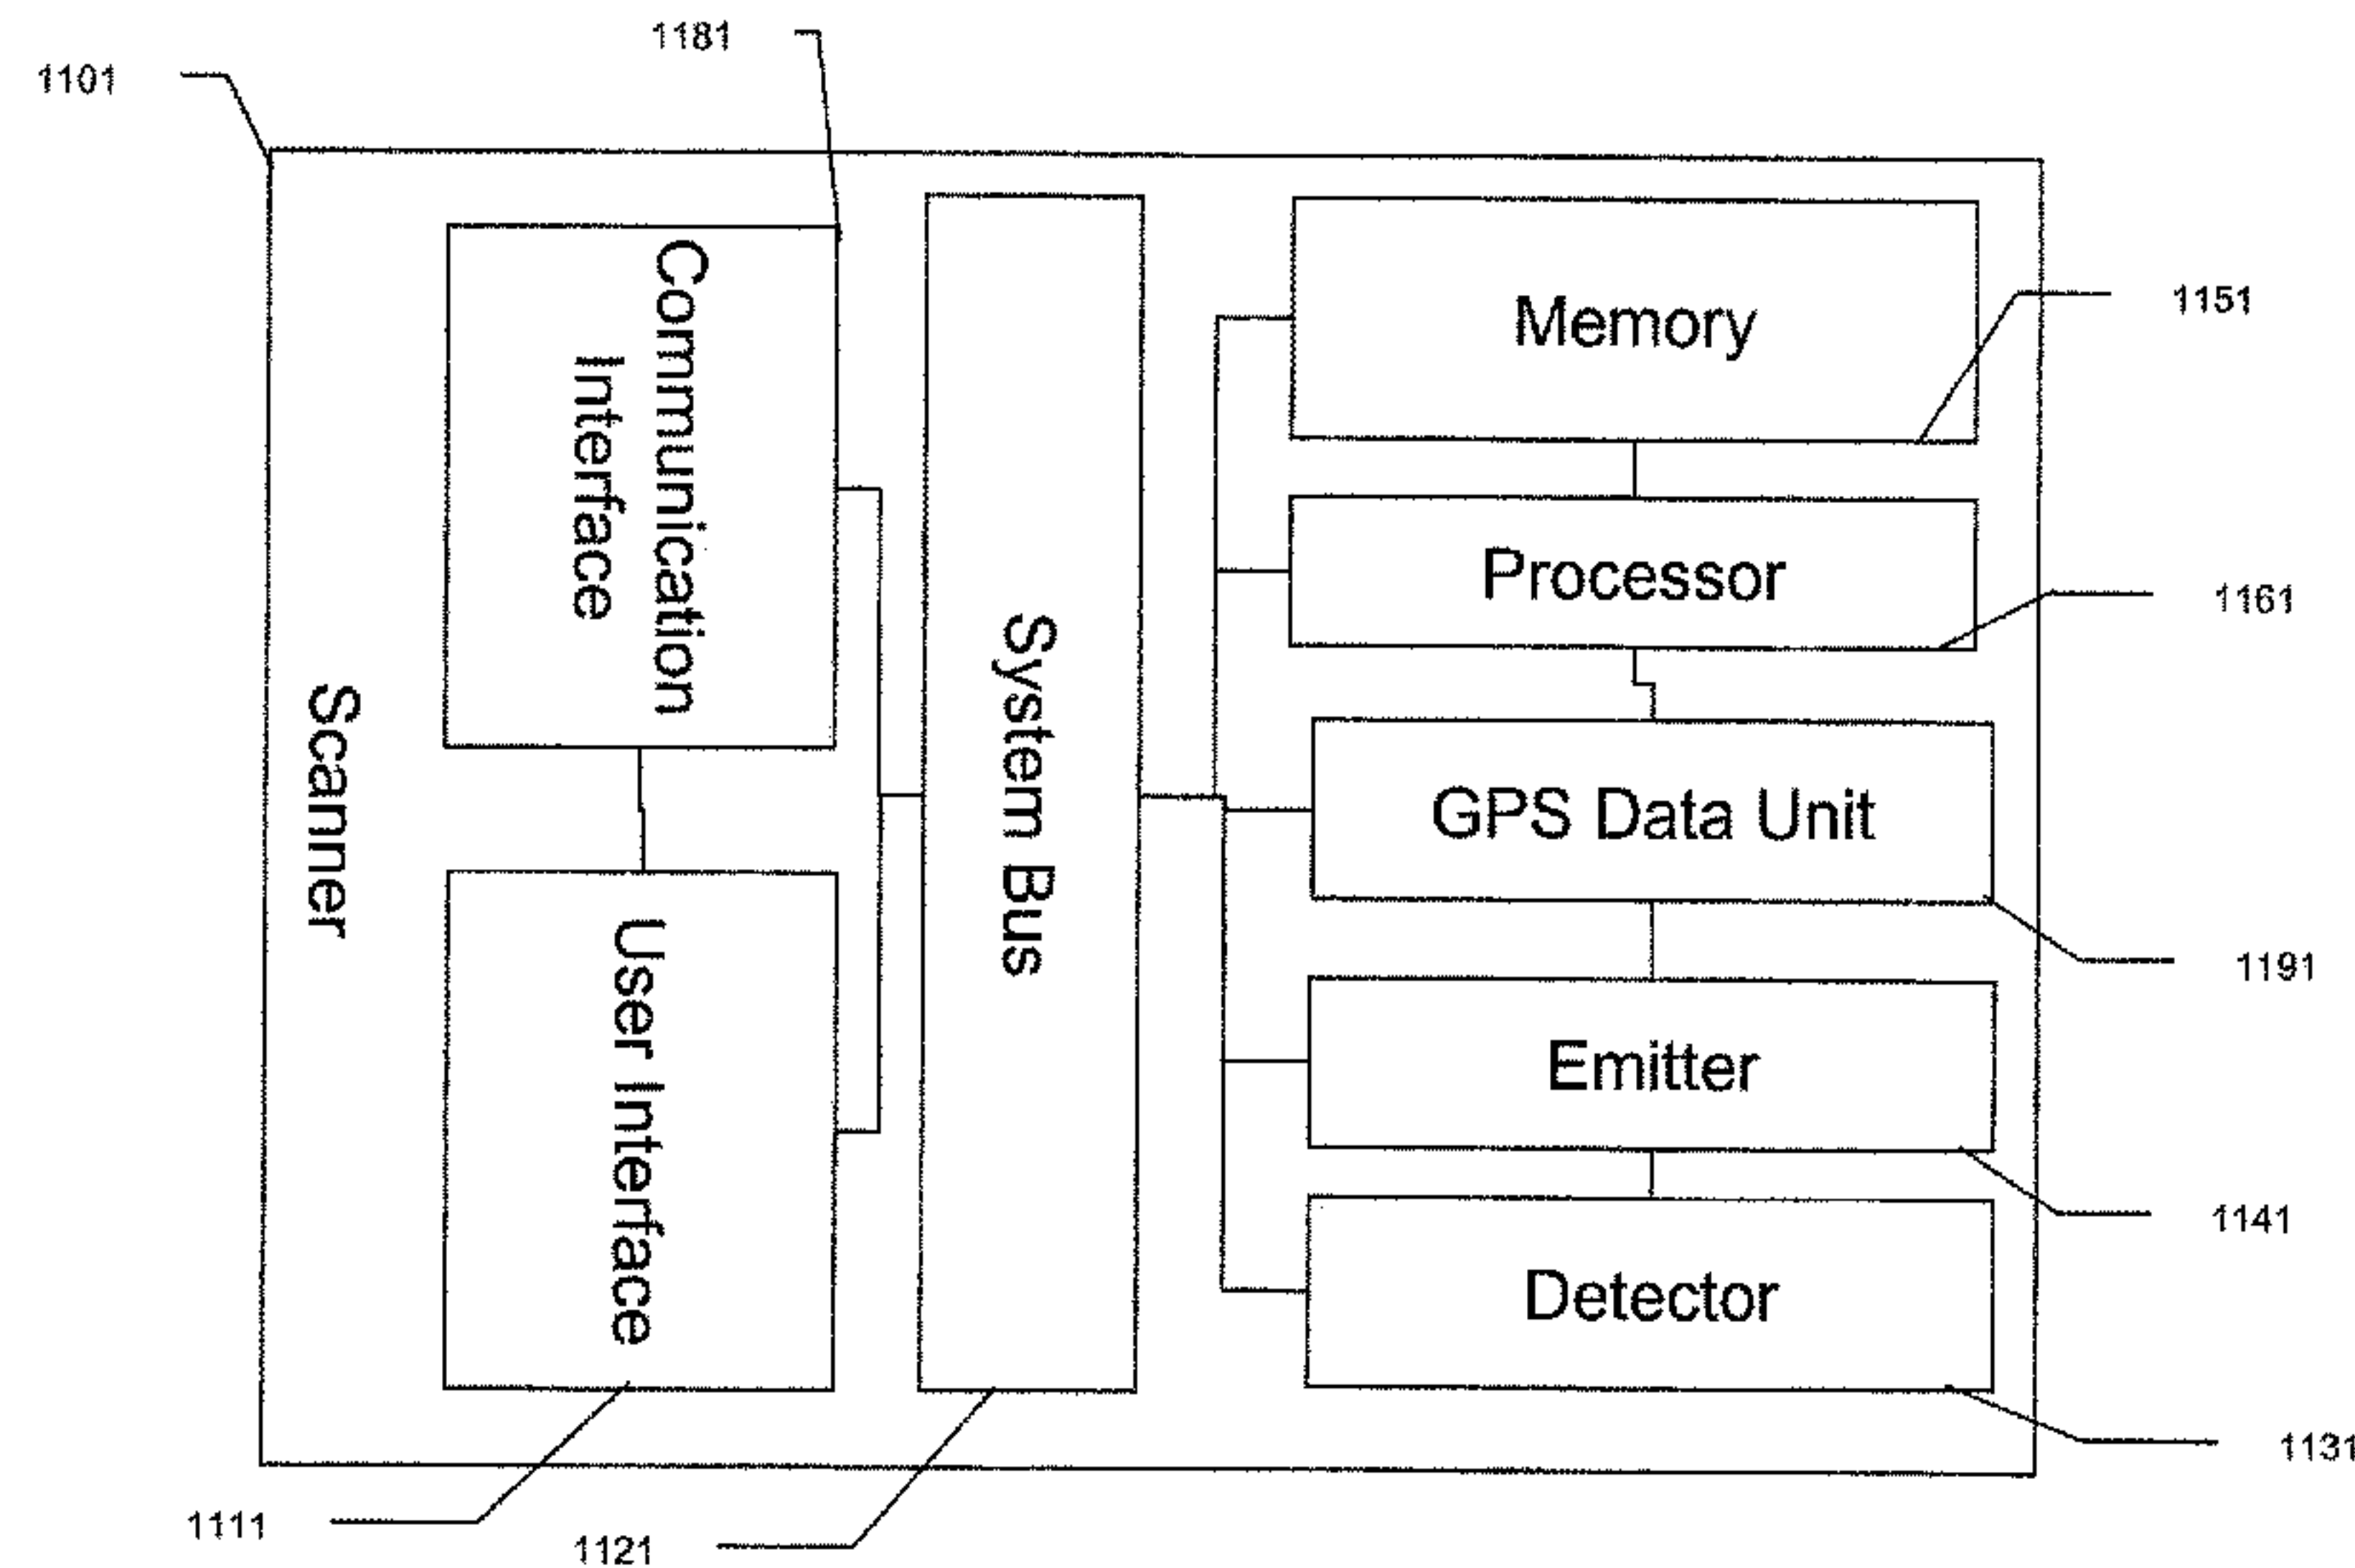 1181
1101
Communication
Interface
Memory
1151
Processor
1161
System Bus
Scanner
GPS Data Unit
1191
User Interface
Emitter
1141
Detector
1131
1111
1121